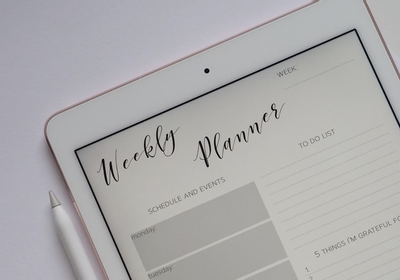 WEEK:
Weekly Planner
TO DO LIST
SCHEDULE AND EVENTS
monday
5 THINGS I'M GRATEFUL FO
1.
2.
tuesday